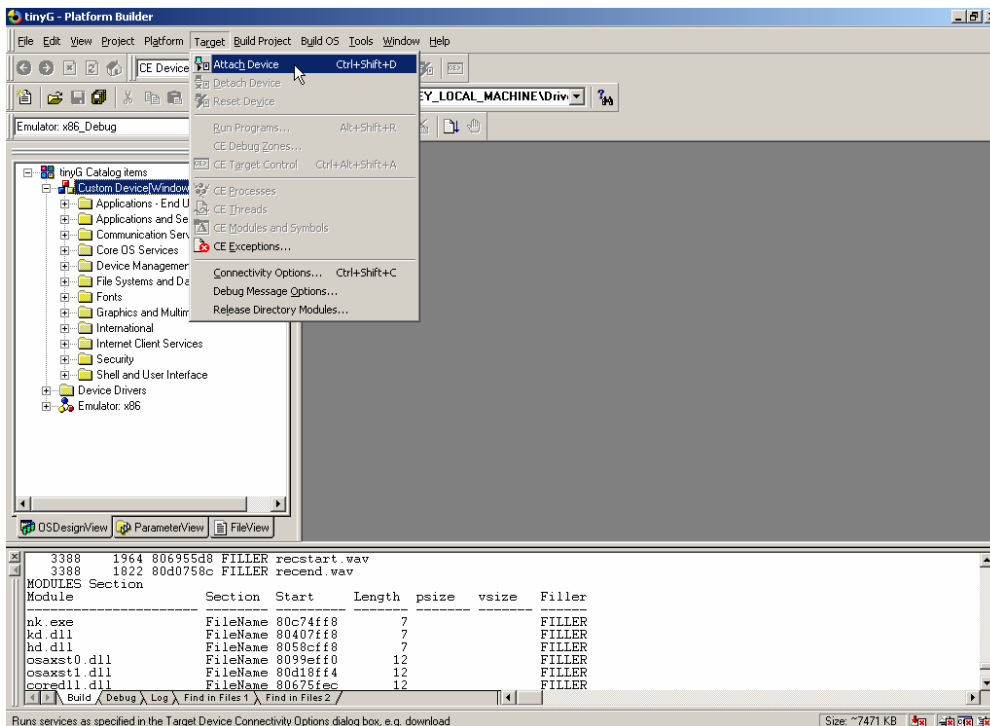 tinyG - Platform Builder
File Edit View Project Platform Target Build Project Build OS Tools Window Help
CE Device
Attach Device Ctrl+Shift+D
Detach Device
Reset Device
EY_LOCAL_MACHINE\Driv
Emulator: x86_Debug
Run Programs... Alt+Shift+R
CE Debug Zones...
CE Target Control Ctrl+Alt+Shift+A
CE Processes
CE Threads
CE Modules and Symbols
CE Exceptions...
Connectivity Options... Ctrl+Shift+C
Debug Message Options...
Release Directory Modules...
tinyG Catalog items
Custom Device[Window
Applications - End U
Applications and Se
Communication Serv
Core OS Services
Device Managemer
File Systems and Da
Fonts
Graphics and Multim
International
Internet Client Services
Security
Shell and User Interface
Device Drivers
Emulator: x86
OSDesignView ParameterView FileView
3388 1964 806955d8 FILLER recstart.wav
3388 1822 80d0758c FILLER recend.wav
MODULES Section
Module Section Start Length psize vsize Filler
nk.exe FileName 80c74ff8 7 FILLER
kd.dll FileName 80407ff8 7 FILLER
hd.dll FileName 8058cff8 7 FILLER
osaxst0.dll FileName 8099eff0 12 FILLER
osaxst1.dll FileName 80d18ff4 12 FILLER
coredll.dll FileName 80675fec 12 FILLER
Build Debug Log Find in Files 1 Find in Files 2
Runs services as specified in the Target Device Connectivity Options dialog box, e.g. download
Size: ~7471 KB